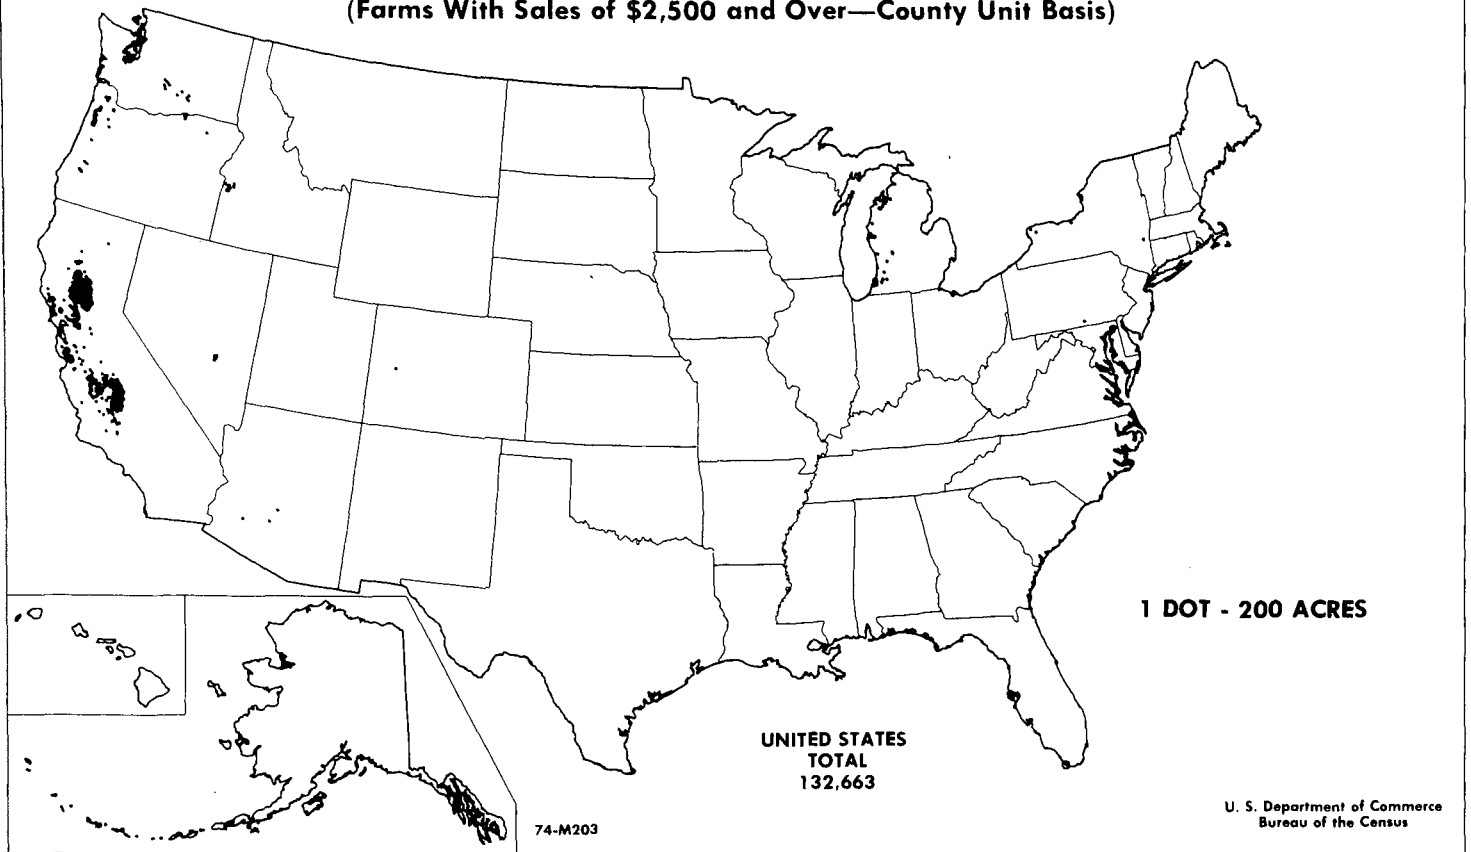 (Farms With Sales of $2,500 and Over—County Unit Basis)
1 DOT - 200 ACRES
UNITED STATES
TOTAL
132,663
74-M203
U. S. Department of Commerce
Bureau of the Census